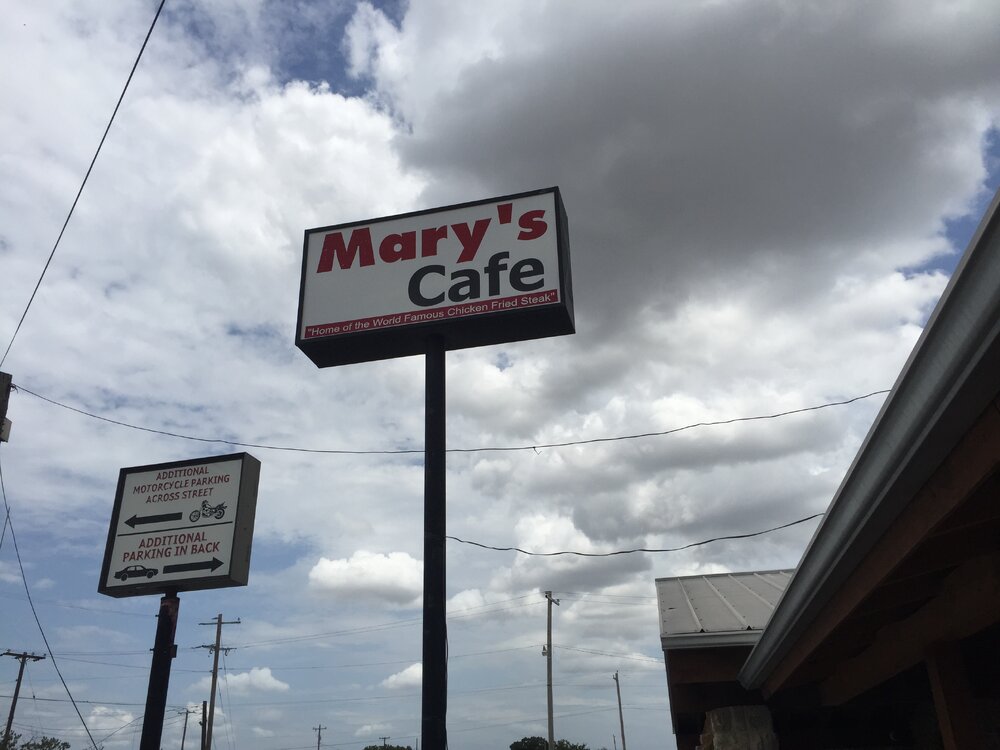 Mary's
Cafe
"Home of the World Famous Chicken Fried Steak"
ADDITIONAL
MOTORCYCLE PARKING
ACROSS STREET
ADDITIONAL
PARKING IN BACK